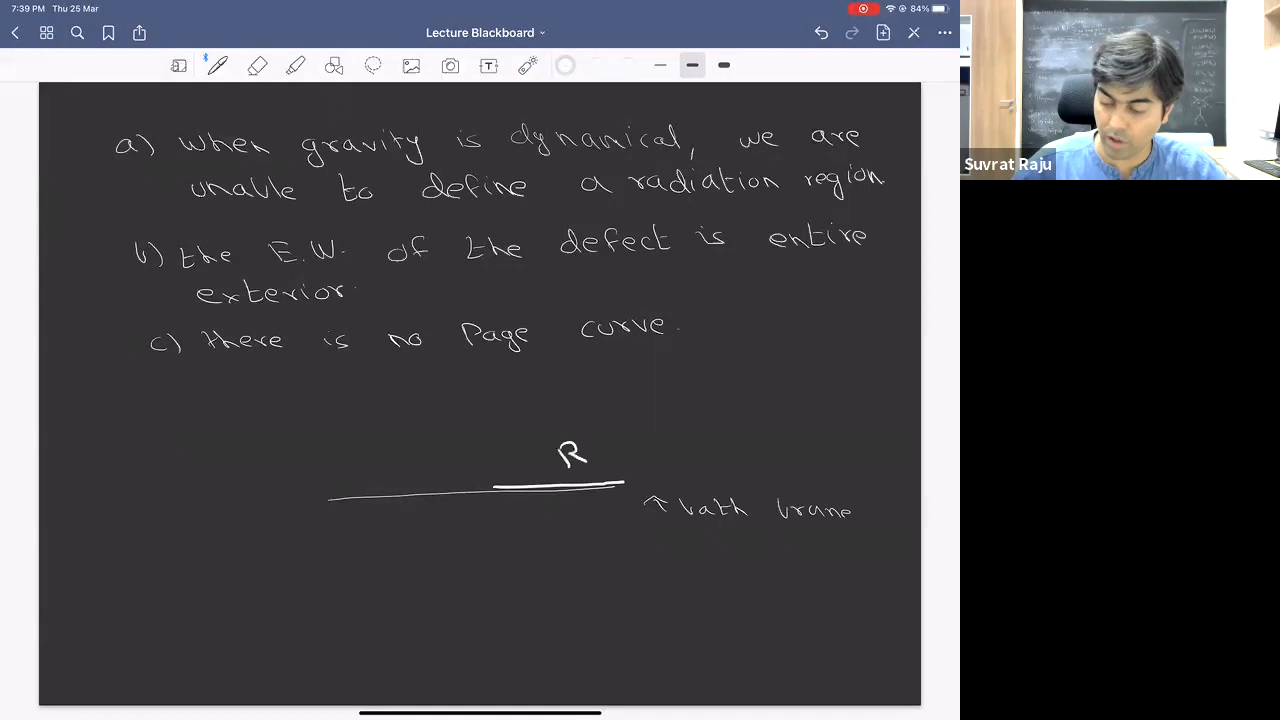 7:39 PM Thu 25 Mar
84%
Lecture Blackboard
T
a) when gravity is dynamical, we are
unable to define a radiation region.
b) the E.W. of the defect is entire
exterior.
c) there is no Page curve.
R
↑ bath brane
Suvrat Raju